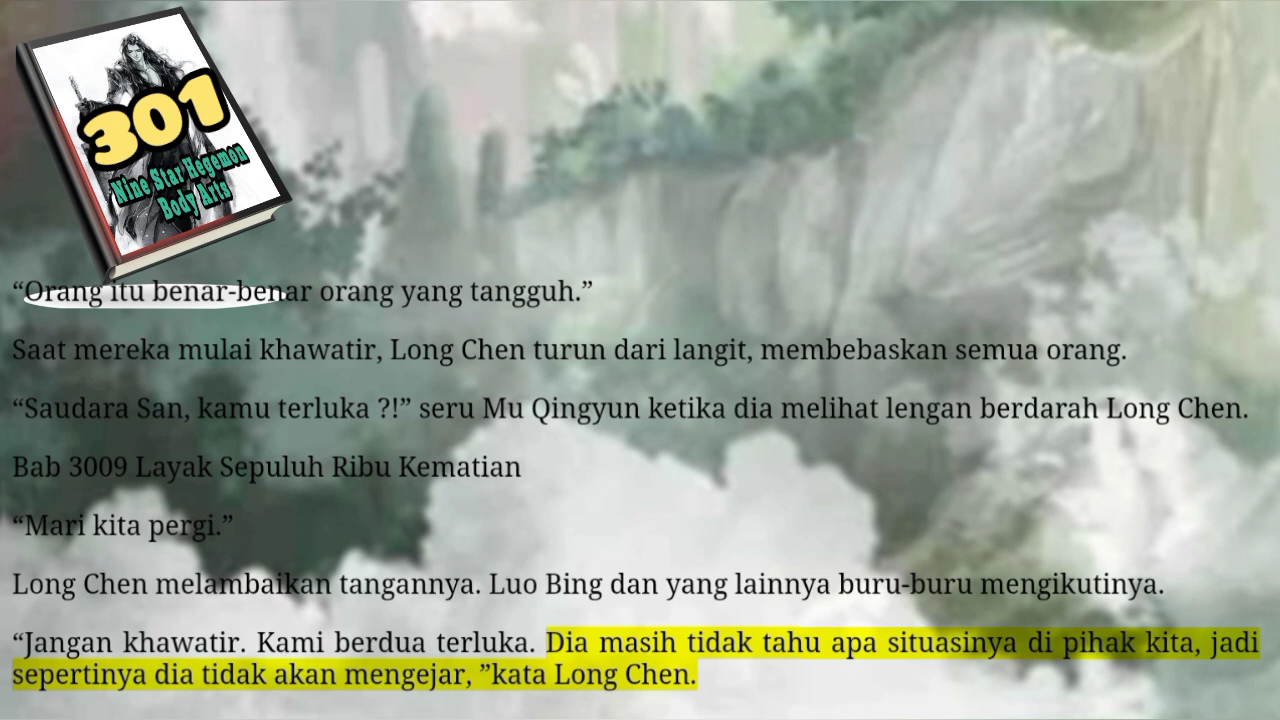 301
Nine Star Hegemon
Body Arts
“Orang itu benar-benar orang yang tangguh.”
Saat mereka mulai khawatir, Long Chen turun dari langit, membebaskan semua orang.
“Saudara San, kamu terluka ?!” seru Mu Qingyun ketika dia melihat lengan berdarah Long Chen.
Bab 3009 Layak Sepuluh Ribu Kematian
“Mari kita pergi.”
Long Chen melambaikan tangannya. Luo Bing dan yang lainnya buru-buru mengikutinya.
“Jangan khawatir. Kami berdua terluka. Dia masih tidak tahu apa situasinya di pihak kita, jadi
sepertinya dia tidak akan mengejar, ”kata Long Chen.